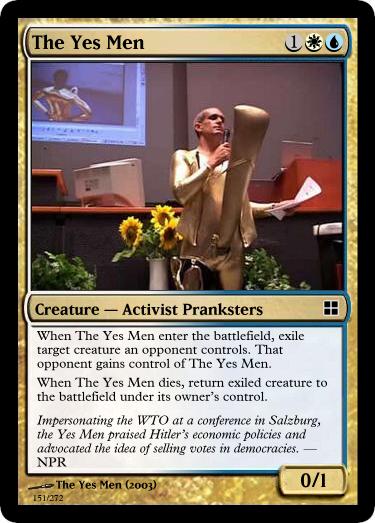 The Yes Men 1
Creature — Activist Pranksters
When The Yes Men enter the battlefield, exile
target creature an opponent controls. That
opponent gains control of The Yes Men.
When The Yes Men dies, return exiled creature to
the battlefield under its owner's control.
Impersonating the WTO at a conference in Salzburg,
the Yes Men praised Hitler's economic policies and
advocated the idea of selling votes in democracies. —
NPR
0/1
The Yes Men (2003)
151/272